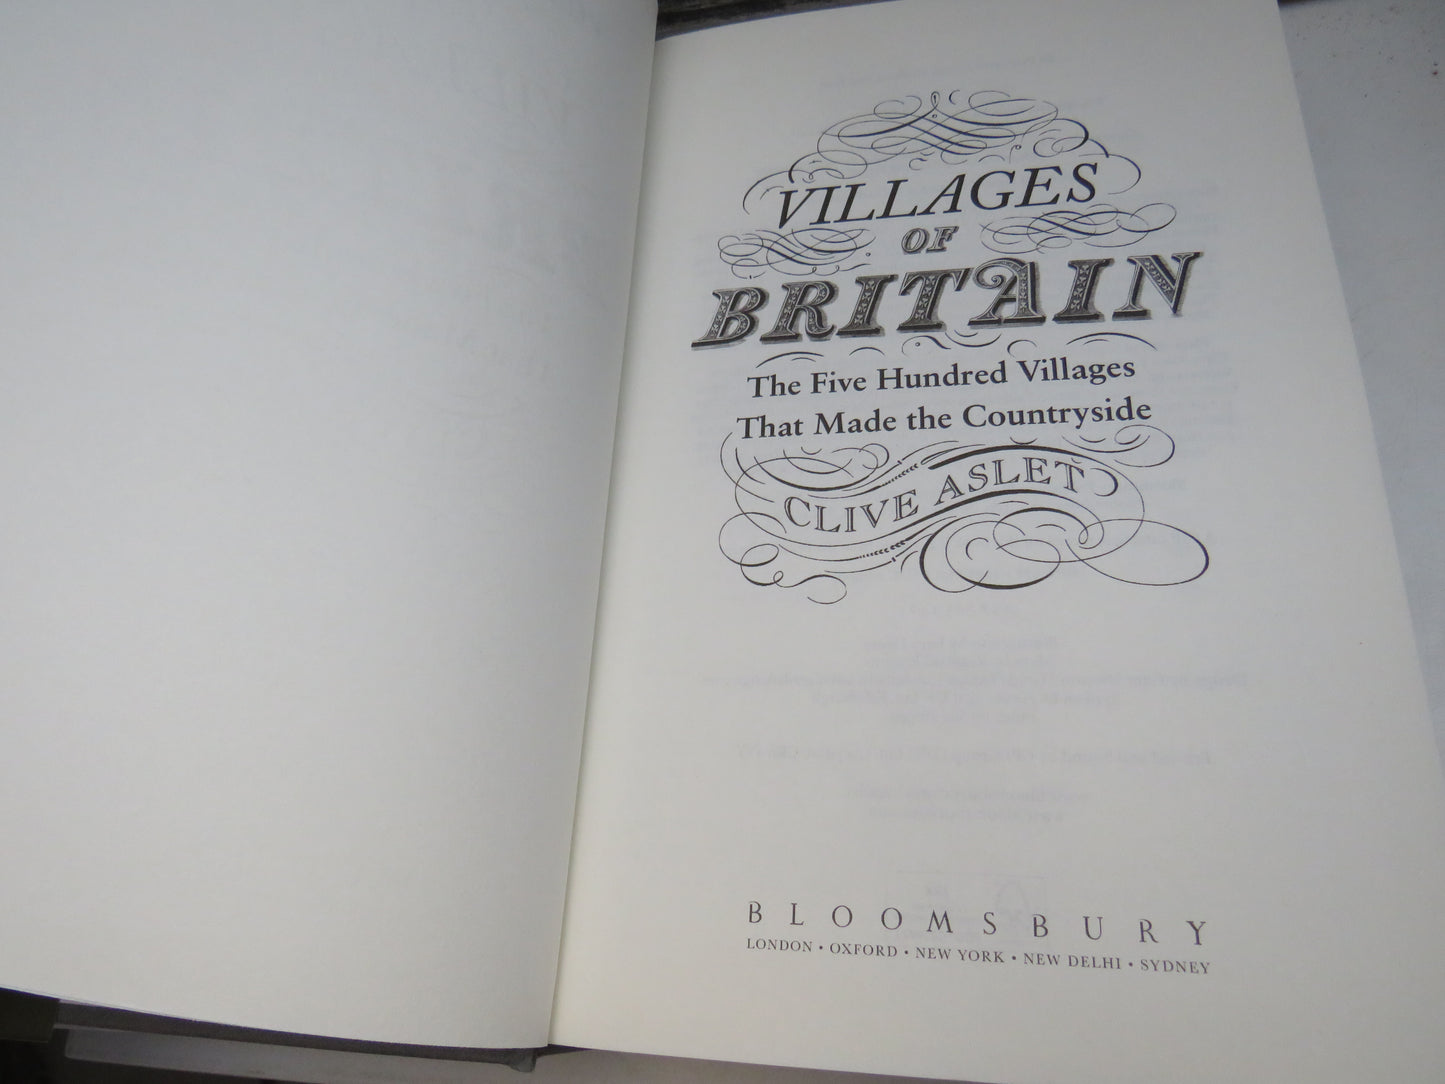 VILLAGES
OF
BRITAIN
The Five Hundred Villages
That Made the Countryside
CLIVE ASLET
BLOOMSBURY
LONDON • OXFORD • NEW YORK • NEW DELHI • SYDNEY